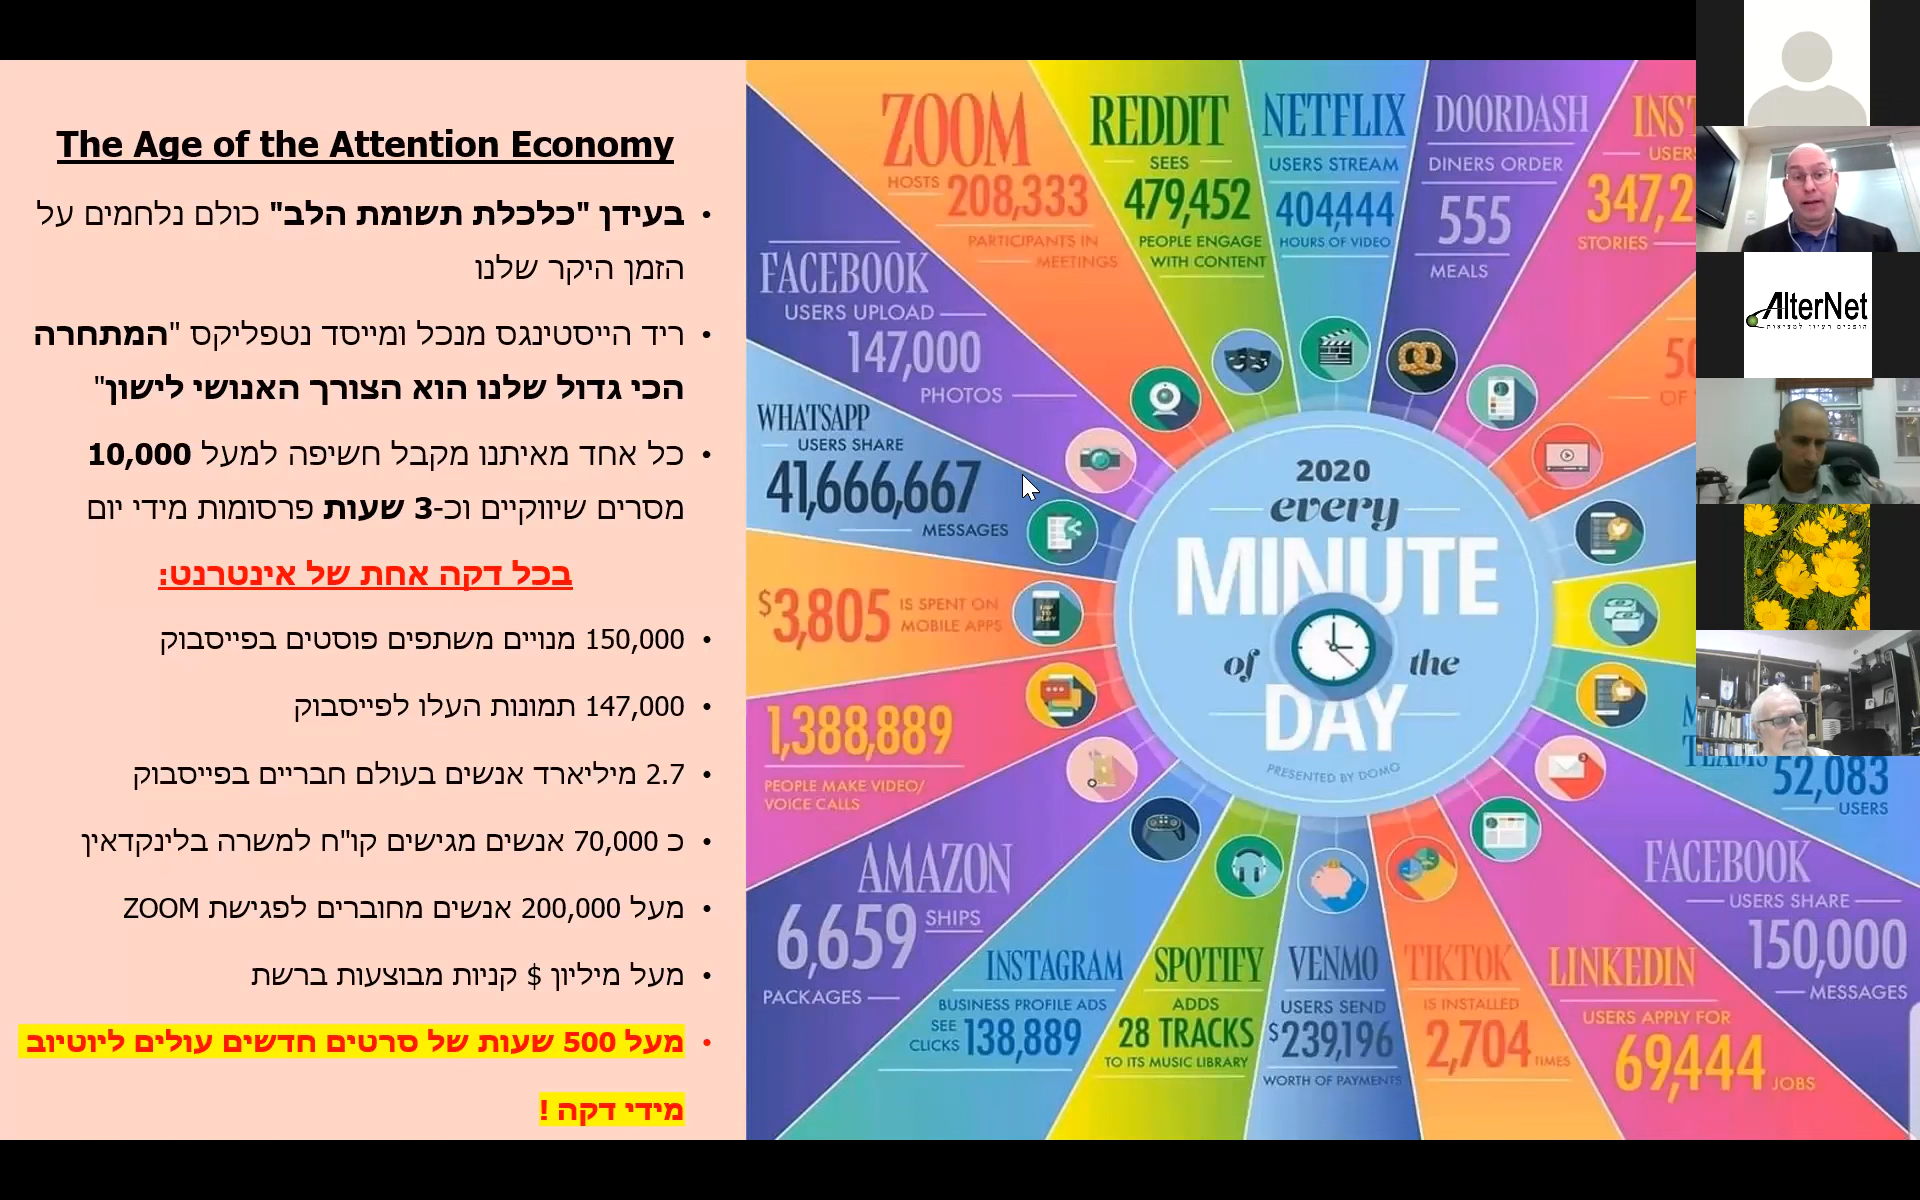 The Age of the Attention Economy
בעידן "כלכלת תשומת הלב" כולם נלחמים על
הזמן היקר שלנו
ריד הייסטינגס מנכל ומייסד נטפליקס "המתחרה
הכי גדול שלנו הוא הצורך האנושי לישון"
כל אחד מאיתנו מקבל חשיפה למעל 10,000
מסרים שיווקיים וכ-3 שעות פרסומות מידי יום
בכל דקה אחת של אינטרנט:
150,000 מנויים משתפים פוסטים בפייסבוק
147,000 תמונות העלו לפייסבוק
2.7 מיליארד אנשים בעולם חבריים בפייסבוק
כ 70,000 אנשים מגישים קו"ח למשרה בלינקדאין
מעל 200,000 אנשים מחוברים לפגישת ZOOM
מעל מיליון $ קניות מבוצעות ברשת
מעל 500 שעות של סרטים חדשים עולים ליוטיוב
מידי דקה !
ZOOM
HOSTS 208,333
PARTICIPANTS IN
MEETINGS
REDDIT
SEES
479,452
PEOPLE ENGAGE
WITH CONTENT
NETFLIX
USERS STREAM
404,444
HOURS OF VIDEO
DOORDASH
DINERS ORDER
555
MEALS
INST
USERS
347,2
STORIES
50
OF
FACEBOOK
USERS UPLOAD
147,000
PHOTOS
WHATSAPP
USERS SHARE
41,666,667
MESSAGES
$3,805
IS SPENT ON
MOBILE APPS
1,388,889
PEOPLE MAKE VIDEO/
VOICE CALLS
AMAZON
6,659
SHIPS
PACKAGES
INSTAGRAM
BUSINESS PROFILE ADS
SEE
CLICKS 138,889
SPOTIFY
ADDS
28 TRACKS
TO ITS MUSIC LIBRARY
VENMO
USERS SEND
$239,196
WORTH OF PAYMENTS
TIKTOK
IS INSTALLED
2,704
TIMES
LINKEDIN
USERS APPLY FOR
69,444
JOBS
FACEBOOK
USERS SHARE
150,000
MESSAGES
TEAMS
52,083
USERS
2020
every
MINUTE
of the
DAY
PRESENTED BY DOMO
AlterNet
הופכים רעיון למציאות